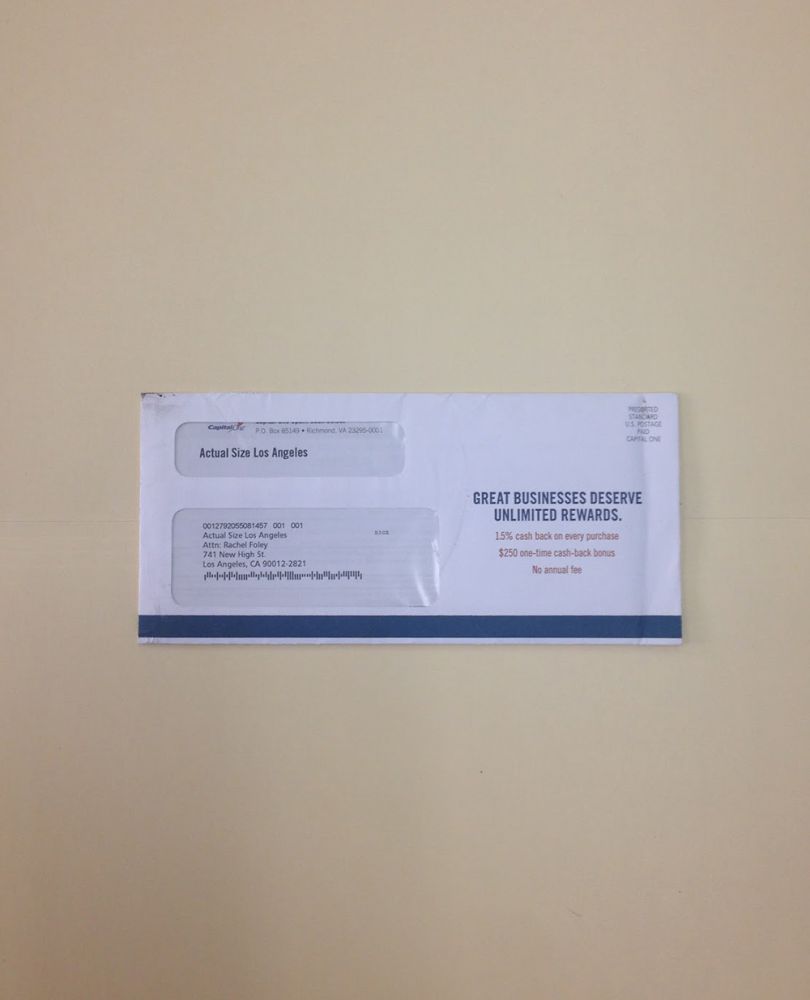 CapitalOne
P.O. Box 85149 • Richmond, VA 23295-0001
Actual Size Los Angeles
PRESORTED
STANDARD
U.S. POSTAGE
PAID
CAPITAL ONE
0012792055081457 001 001
Actual Size Los Angeles
Attn: Rachel Foley
741 New High St.
Los Angeles, CA 90012-2821
GREAT BUSINESSES DESERVE
UNLIMITED REWARDS.
1.5% cash back on every purchase
$250 one-time cash-back bonus
No annual fee